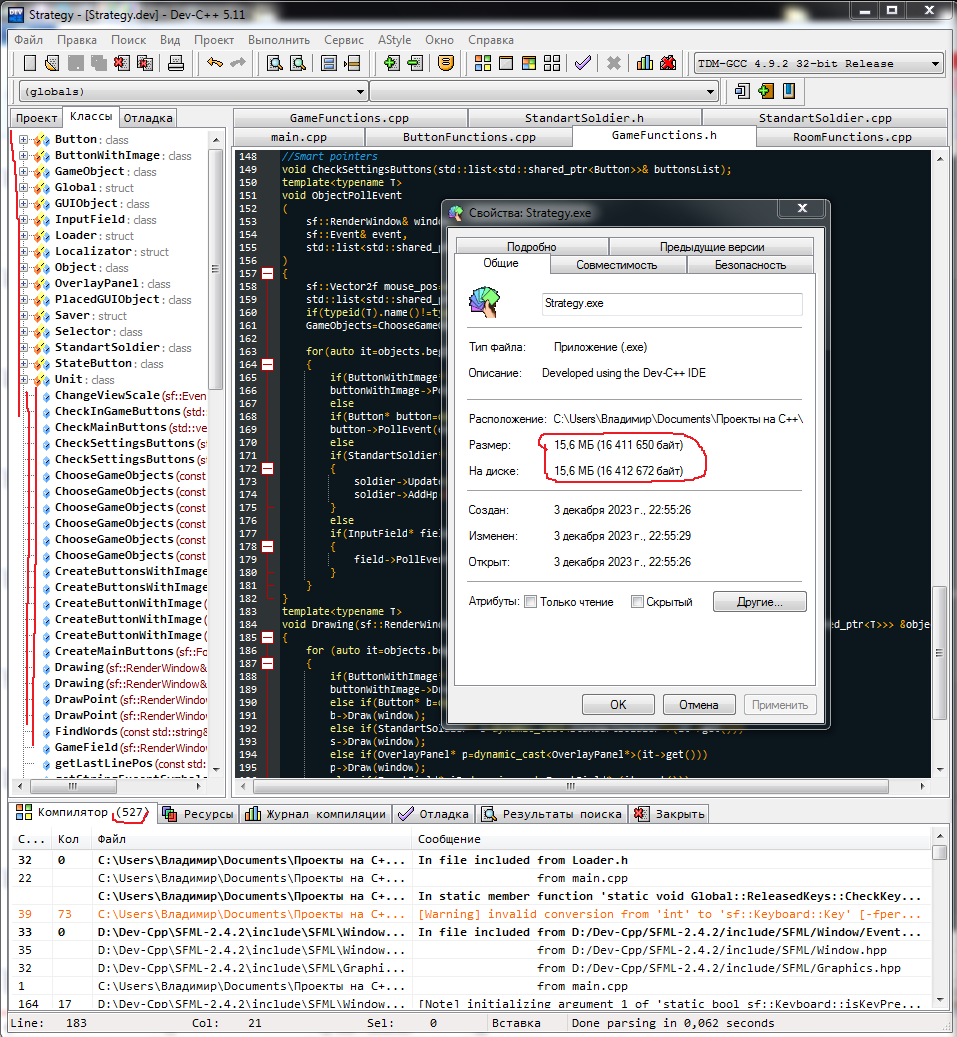 Strategy - [Strategy.dev] - Dev-C++ 5.11
Файл Правка Поиск Вид Проект Выполнить Сервис AStyle Окно Справка
TDM-GCC 4.9.2 32-bit Release
(globals)
Проект Классы Отладка
Button : class
ButtonWithImage : class
GameObject : class
Global : struct
GUIObject : class
InputField : class
Loader : struct
Localizator : struct
Object : class
OverlayPanel : class
PlacedGUIObject : class
Saver : struct
Selector : class
StandartSoldier : class
StateButton : class
Unit : class
ChangeViewScale (sf::Even
CheckInGameButtons (std::
CheckMainButtons (std::ve
CheckSettingsButtons (st
CheckSettingsButtons (st
ChooseGameObjects (const
ChooseGameObjects (const
ChooseGameObjects (const
ChooseGameObjects (const
ChooseGameObjects (const
ChooseGameObjects (const
CreateButtonsWithImage
CreateButtonsWithImage
CreateButtonWithImage (
CreateButtonWithImage (
CreateButtonWithImage (
CreateMainButtons (sf::Fo
Drawing (sf::RenderWindow&
Drawing (sf::RenderWindow&
DrawPoint (sf::RenderWindow
DrawPoint (sf::RenderWindow
FindWords (const std::string&
GameField (sf::RenderWindow
getLastLinePos (const std:
GameFunctions.cpp StandartSoldier.h StandartSoldier.cpp
main.cpp ButtonFunctions.cpp GameFunctions.h RoomFunctions.cpp
148 //Smart pointers
149 void CheckSettingsButtons(std::list<std::shared_ptr<Button>>& buttonsList);
150 template<typename T>
151 void ObjectPollEvent
152 (
153 sf::RenderWindow& wind
154 sf::Event& event,
155 std::list<std::shared_p
156 )
157 {
158 sf::Vector2f mouse_pos=
159 std::list<std::shared_p
160 if(typeid(T).name()!=ty
161 GameObjects=ChooseGameO
162
163 for(auto it=objects.beg
164 {
165 if(ButtonWithImage*
166 buttonWithImage->Po
167 else
168 if(Button* button=d
169 button->PollEvent(e
170 else
171 if(StandartSoldier*
172 {
173 soldier->Update
174 soldier->AddHp
175 }
176 else
177 if(InputField* fiel
178 {
179 field->PollEven
180 }
181 }
182 }
183 template<typename T>
184 void Drawing(sf::RenderWin ed_ptr<T>>> &obje
185 {
186 for (auto it=objects.be
187 {
188 if(ButtonWithImage*
189 buttonWithImage->Dr
190 else if(Button* b=d
191 b->Draw(window);
192 else if(StandartSol
193 s->Draw(window);
194 else if(OverlayPanel* p=dynamic_cast<OverlayPanel*>(it->get()))
195 p->Draw(window);
Свойства: Strategy.exe
Подробно Предыдущие версии
Общие Совместимость Безопасность
Strategy.exe
Тип файла: Приложение (.exe)
Описание: Developed using the Dev-C++ IDE
Расположение: C:\Users\Владимир\Documents\Проекты на C++\
Размер: 15,6 МБ (16 411 650 байт)
На диске: 15,6 МБ (16 412 672 байт)
Создан: 3 декабря 2023 г., 22:55:26
Изменен: 3 декабря 2023 г., 22:55:29
Открыт: 3 декабря 2023 г., 22:55:26
Атрибуты: Только чтение Скрытый Другие...
OK Отмена Применить
Компилятор (527) Ресурсы Журнал компиляции Отладка Результаты поиска Закрыть
С... Кол Файл Сообщение
32 0 C:\Users\Владимир\Documents\Проекты на C+... In file included from Loader.h
22 C:\Users\Владимир\Documents\Проекты на C+... from main.cpp
C:\Users\Владимир\Documents\Проекты на C+... In static member function 'static void Global::ReleasedKeys::CheckKey...
39 73 C:\Users\Владимир\Documents\Проекты на C+... [Warning] invalid conversion from 'int' to 'sf::Keyboard::Key' [-fper...
33 0 D:\Dev-Cpp\SFML-2.4.2\include\SFML\Window... In file included from D:/Dev-Cpp/SFML-2.4.2/include/SFML/Window/Event...
35 D:\Dev-Cpp\SFML-2.4.2\include\SFML\Window... from D:/Dev-Cpp/SFML-2.4.2/include/SFML/Window.hpp
32 D:\Dev-Cpp\SFML-2.4.2\include\SFML\Graphi... from D:/Dev-Cpp/SFML-2.4.2/include/SFML/Graphics.hpp
1 C:\Users\Владимир\Documents\Проекты на C+... from main.cpp
164 17 D:\Dev-Cpp\SFML-2.4.2\include\SFML\Window... [Note] initializing argument 1 of 'static bool sf::Keyboard::isKeyPre...
Line: 183 Col: 21 Sel: 0 Вставка Done parsing in 0,062 seconds